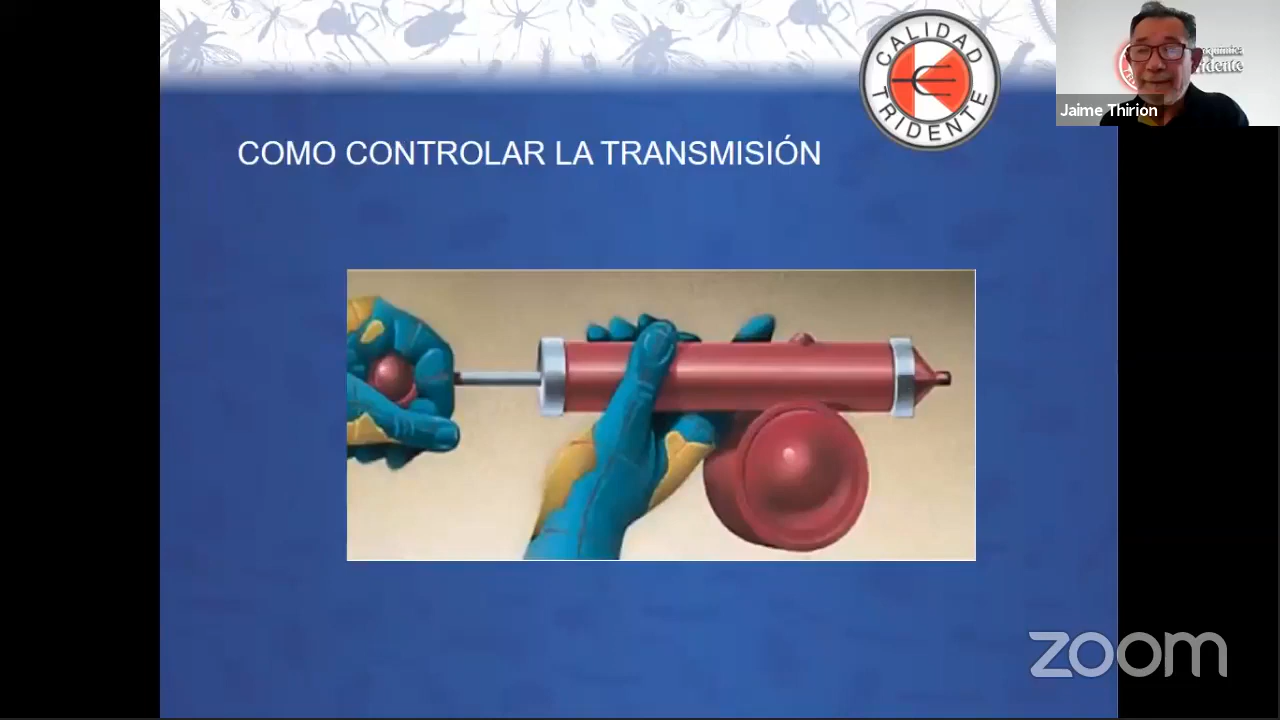 CALIDAD
TRIDENTE
Jaime Thirion
COMO CONTROLAR LA TRANSMISIÓN
zoom